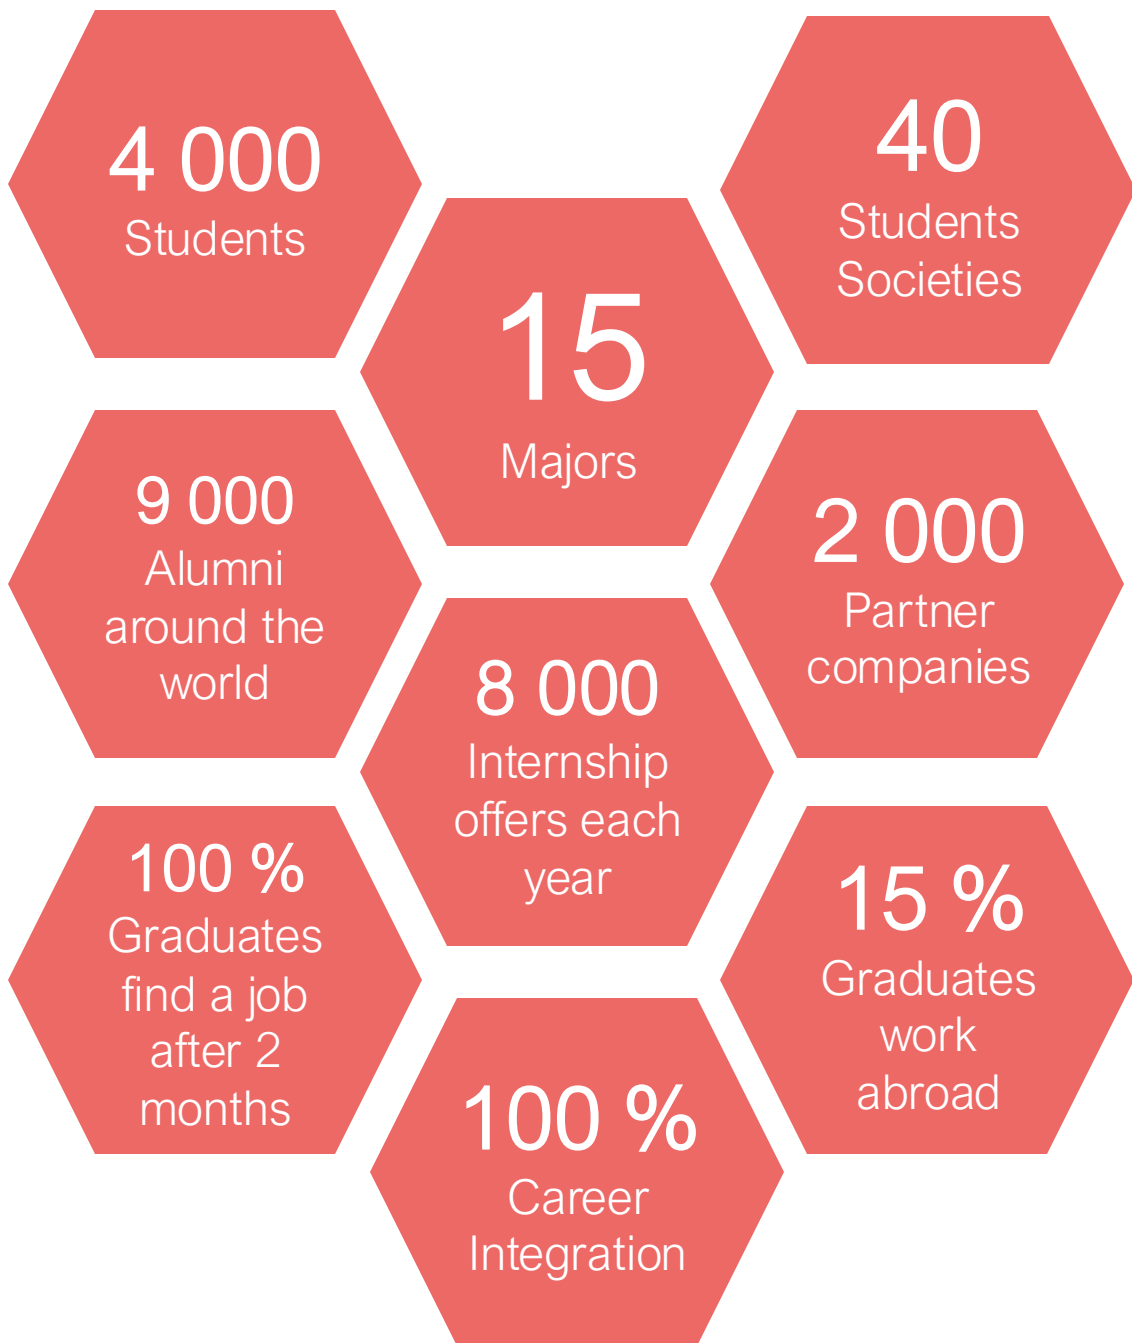 4 000
Students
40
Students
Societies
15
Majors
9 000
Alumni
around the
world
2 000
Partner
companies
8 000
Internship
offers each
year
100 %
Graduates
find a job
after 2
months
15 %
Graduates
work
abroad
100 %
Career
Integration